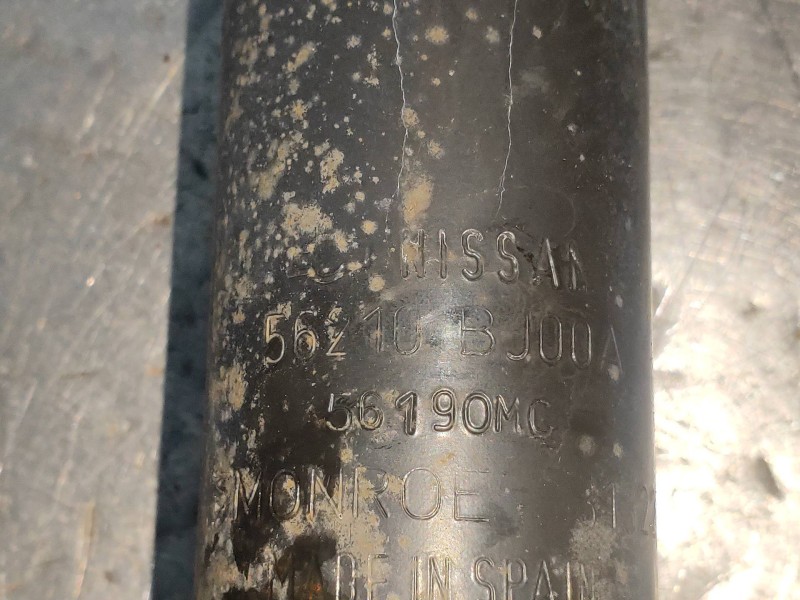 NISSAN
56210 BJ00A
56190MC
MONROE
MADE IN SPAIN